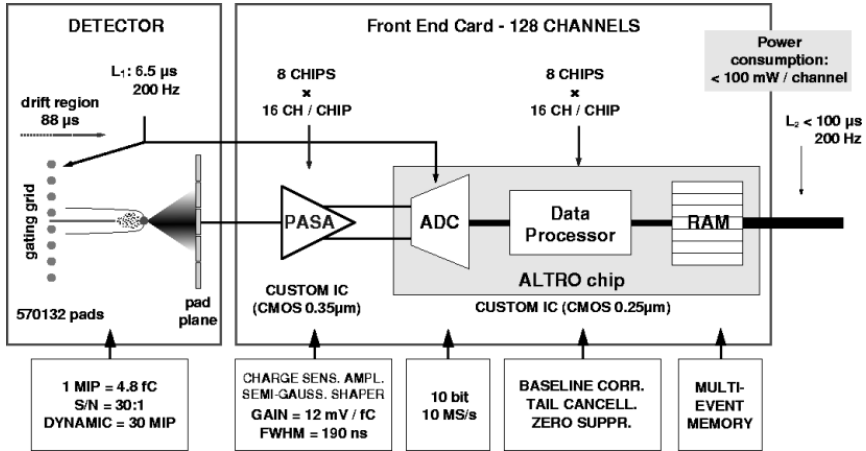 DETECTOR
L₁: 6.5 µs
200 Hz
drift region
88 µs
gating grid
570132 pads
pad
plane
Front End Card - 128 CHANNELS
8 CHIPS
×
16 CH / CHIP
8 CHIPS
×
16 CH / CHIP
Power
consumption:
< 100 mW / channel
L₂ < 100 µs
200 Hz
PASA
ADC
Data
Processor
RAM
ALTRO chip
CUSTOM IC
(CMOS 0.35µm)
CUSTOM IC (CMOS 0.25µm)
1 MIP = 4.8 fC
S/N = 30:1
DYNAMIC = 30 MIP
CHARGE SENS. AMPL.
SEMI-GAUSS. SHAPER
GAIN = 12 mV / fC
FWHM = 190 ns
10 bit
10 MS/s
BASELINE CORR.
TAIL CANCELL.
ZERO SUPPR.
MULTI-
EVENT
MEMORY